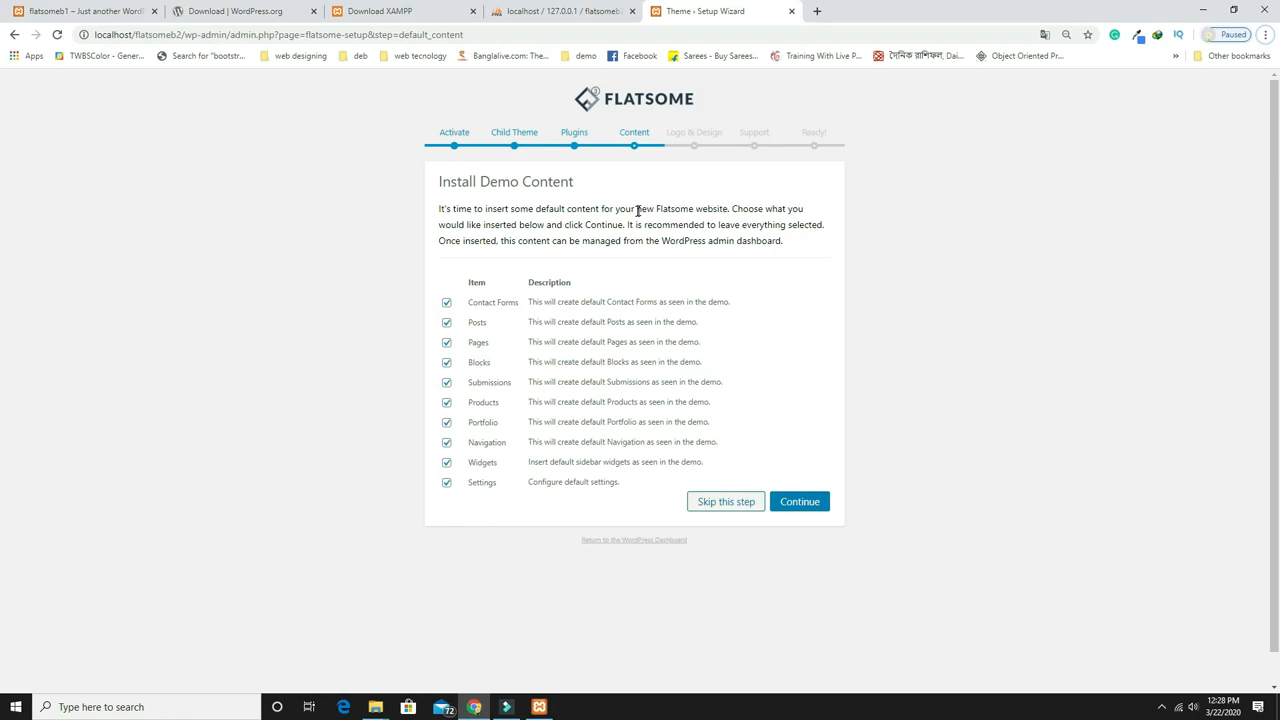 flatsome1 – Just another WordP
Download | WordPress.org
Download XAMPP
localhost / 127.0.0.1 / flatsomeb
Theme › Setup Wizard
localhost/flatsomeb2/wp-admin/admin.php?page=flatsome-setup&step=default_content
Paused
Apps
TWBSColor - Genera...
Search for "bootstr...
web designing
deb
web tecnology
Banglalive.com: The...
demo
Facebook
Sarees - Buy Sarees...
Training With Live P...
দৈনিক রাশিফল, Dai...
Object Oriented Pr...
»
Other bookmarks
FLATSOME
3
Activate
Child Theme
Plugins
Content
Logo & Design
Support
Ready!
Install Demo Content
It's time to insert some default content for your new Flatsome website. Choose what you
would like inserted below and click Continue. It is recommended to leave everything selected.
Once inserted, this content can be managed from the WordPress admin dashboard.
Item Description
Contact Forms This will create default Contact Forms as seen in the demo.
Posts This will create default Posts as seen in the demo.
Pages This will create default Pages as seen in the demo.
Blocks This will create default Blocks as seen in the demo.
Submissions This will create default Submissions as seen in the demo.
Products This will create default Products as seen in the demo.
Portfolio This will create default Portfolio as seen in the demo.
Navigation This will create default Navigation as seen in the demo.
Widgets Insert default sidebar widgets as seen in the demo.
Settings Configure default settings.
Skip this step
Continue
Return to the WordPress Dashboard
Type here to search
72
12:28 PM
3/22/2020